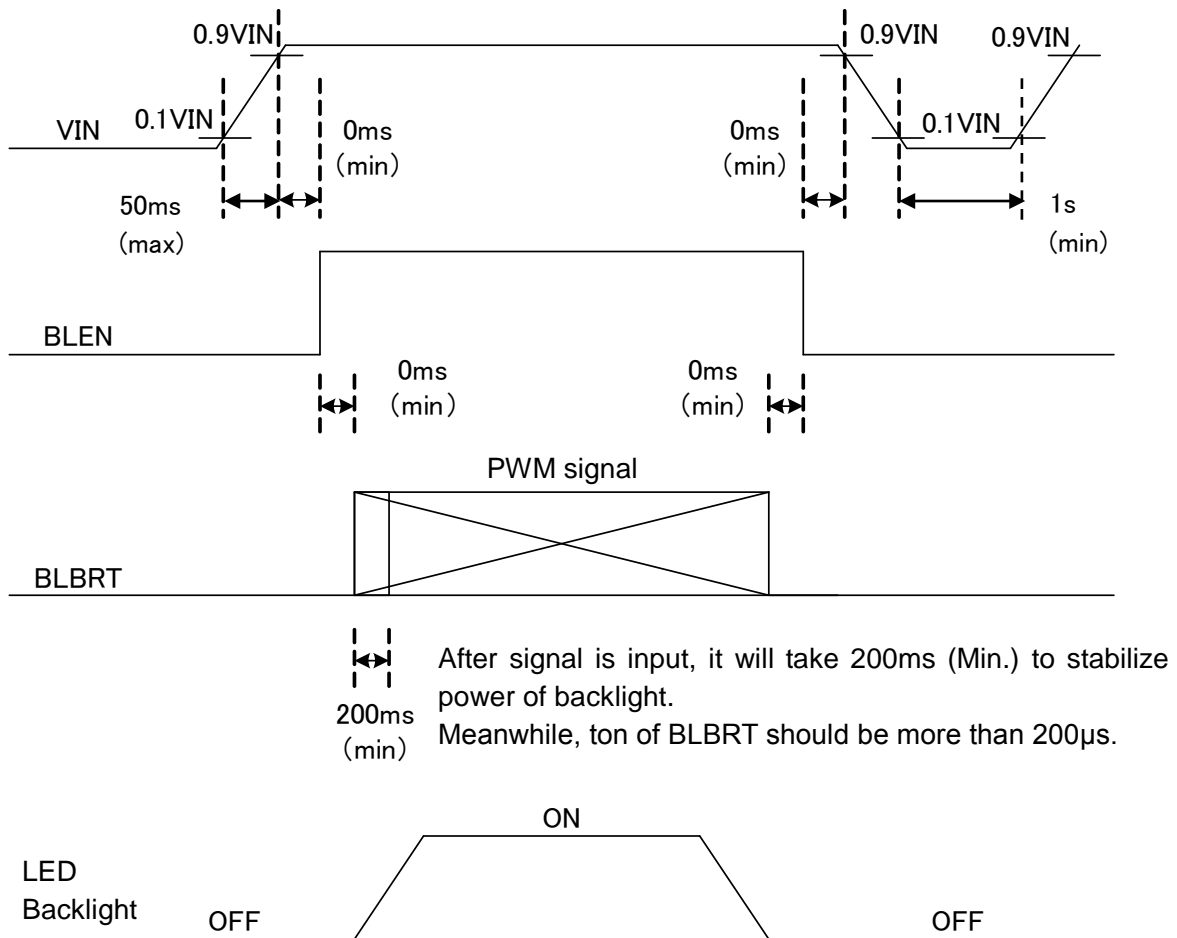 0.9VIN
0.9VIN
0.9VIN
VIN
0.1VIN
0ms
（min）
0ms
（min）
0.1VIN
50ms
（max）
1s
（min）
BLEN
0ms
（min）
0ms
（min）
PWM signal
BLBRT
After signal is input, it will take 200ms (Min.) to stabilize
power of backlight.
200ms
（min）
Meanwhile, ton of BLBRT should be more than 200μs.
ON
LED
Backlight
OFF
OFF